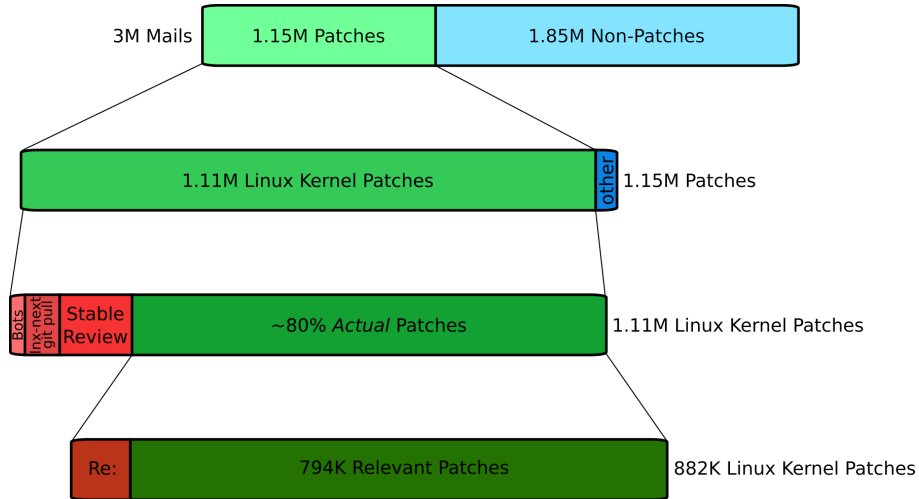 3M Mails
1.15M Patches
1.85M Non-Patches
1.11M Linux Kernel Patches
other
1.15M Patches
Bots
lnx-next
git pull
Stable
Review
~80% Actual Patches
1.11M Linux Kernel Patches
Re:
794K Relevant Patches
882K Linux Kernel Patches